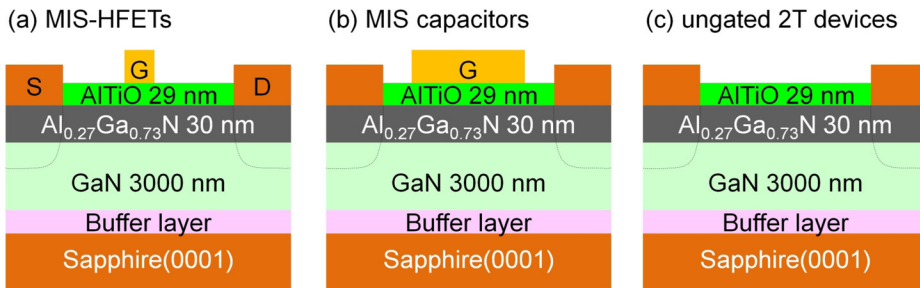 (a) MIS-HFETs
(b) MIS capacitors
(c) ungated 2T devices
S
G
D
AlTiO 29 nm
Al0.27Ga0.73N 30 nm
GaN 3000 nm
Buffer layer
Sapphire(0001)
G
AlTiO 29 nm
Al0.27Ga0.73N 30 nm
GaN 3000 nm
Buffer layer
Sapphire(0001)
AlTiO 29 nm
Al0.27Ga0.73N 30 nm
GaN 3000 nm
Buffer layer
Sapphire(0001)